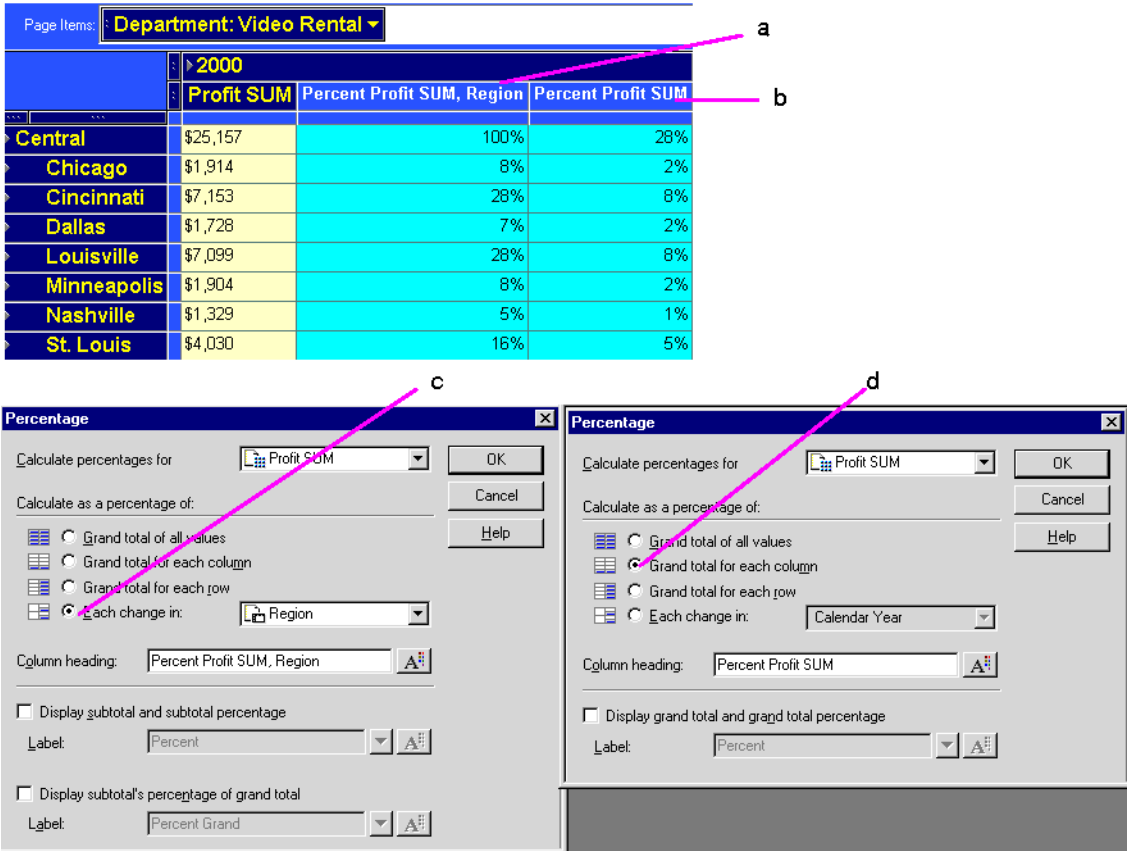 Page Items: Department: Video Rental
a
2000
Profit SUM Percent Profit SUM, Region Percent Profit SUM
b
Central $25,157 100% 28%
Chicago $1,914 8% 2%
Cincinnati $7,153 28% 8%
Dallas $1,728 7% 2%
Louisville $7,099 28% 8%
Minneapolis $1,904 8% 2%
Nashville $1,329 5% 1%
St. Louis $4,030 16% 5%
c
Percentage
Calculate percentages for Profit SUM OK
Calculate as a percentage of: Cancel
Grand total of all values Help
Grand total for each column
Grand total for each row
Each change in: Region
Column heading: Percent Profit SUM, Region A
Display subtotal and subtotal percentage
Label: Percent A
Display subtotal's percentage of grand total
Label: Percent Grand A
d
Percentage
Calculate percentages for Profit SUM OK
Calculate as a percentage of: Cancel
Grand total of all values Help
Grand total for each column
Grand total for each row
Each change in: Calendar Year
Column heading: Percent Profit SUM A
Display grand total and grand total percentage
Label: Percent A